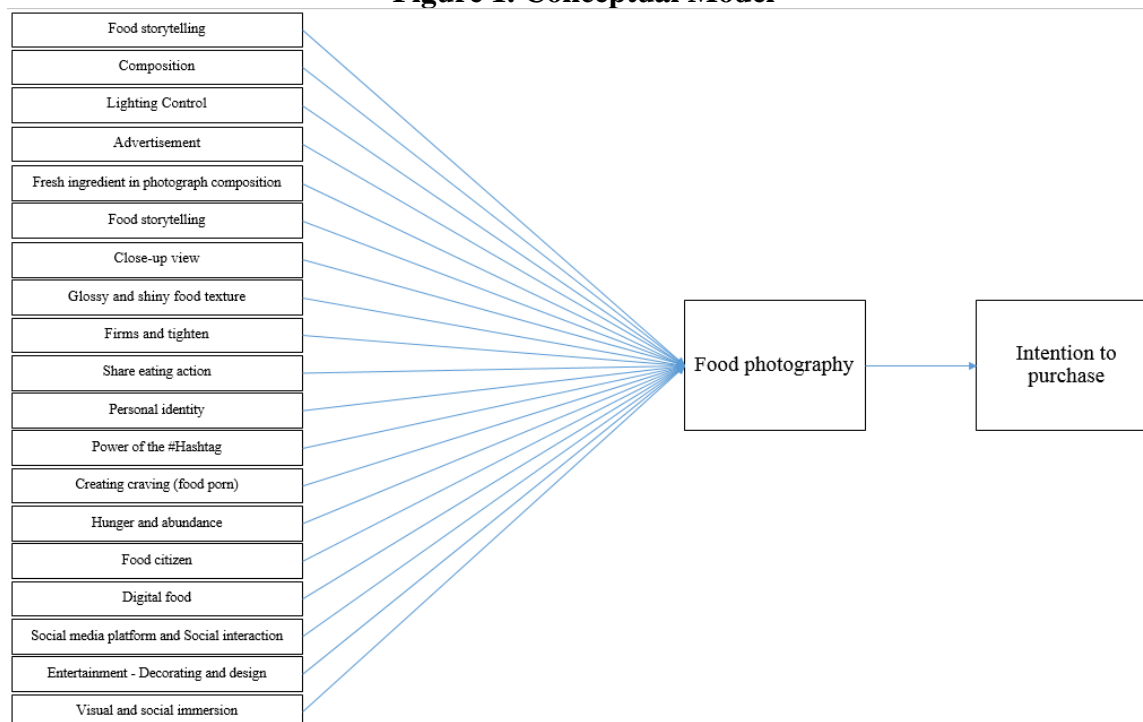 Figure 1. Conceptual Model
Food storytelling
Composition
Lighting Control
Advertisement
Fresh ingredient in photograph composition
Food storytelling
Close-up view
Glossy and shiny food texture
Firms and tighten
Share eating action
Personal identity
Power of the #Hashtag
Creating craving (food porn)
Hunger and abundance
Food citizen
Digital food
Social media platform and Social interaction
Entertainment - Decorating and design
Visual and social immersion
Food photography
Intention to
purchase